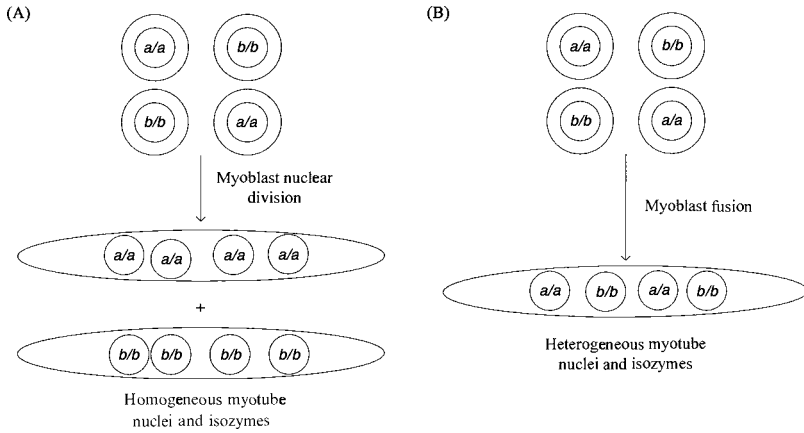 (A)
a/a b/b
b/b a/a
Myoblast nuclear
division
a/a a/a a/a a/a
+
b/b b/b b/b b/b
Homogeneous myotube
nuclei and isozymes
(B)
a/a b/b
b/b a/a
Myoblast fusion
a/a b/b a/a b/b
Heterogeneous myotube
nuclei and isozymes